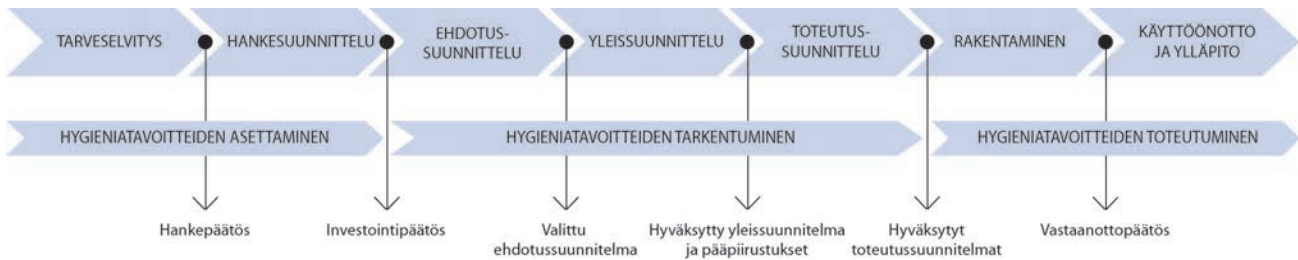 TARVESELVITYS
HANKESUUNNITTELU
EHDOTUS-
SUUNNITTELU
YLEISSUUNNITTELU
TOTEUTUS-
SUUNNITTELU
RAKENTAMINEN
KÄYTTÖÖNOTTO
JA YLLÄPITO
HYGIENIATAVOITTEIDEN ASETTAMINEN
HYGIENIATAVOITTEIDEN TARKENTUMINEN
HYGIENIATAVOITTEIDEN TOTEUTUMINEN
Hankepäätös
Investointipäätös
Valittu
ehdotussuunnitelma
Hyväksytty yleissuunnitelma
ja pääpiirustukset
Hyväksytyt
toteutussuunnitelmat
Vastaanottopäätös